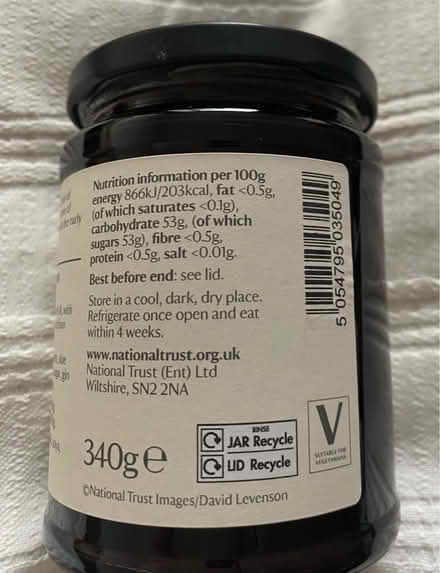 Nutrition information per 100g
energy 866kJ/203kcal, fat <0.5g,
(of which saturates <0.1g),
carbohydrate 53g, (of which
sugars 53g), fibre <0.5g,
protein <0.5g, salt <0.01g.
Best before end: see lid.
Store in a cool, dark, dry place.
Refrigerate once open and eat
within 4 weeks.
www.nationaltrust.org.uk
National Trust (Ent) Ltd
Wiltshire, SN2 2NA
340g e
RINSE
JAR Recycle
LID Recycle
V
SUITABLE FOR
VEGETARIANS
©National Trust Images/David Levenson
5 054795 035049
of
early
with
gin